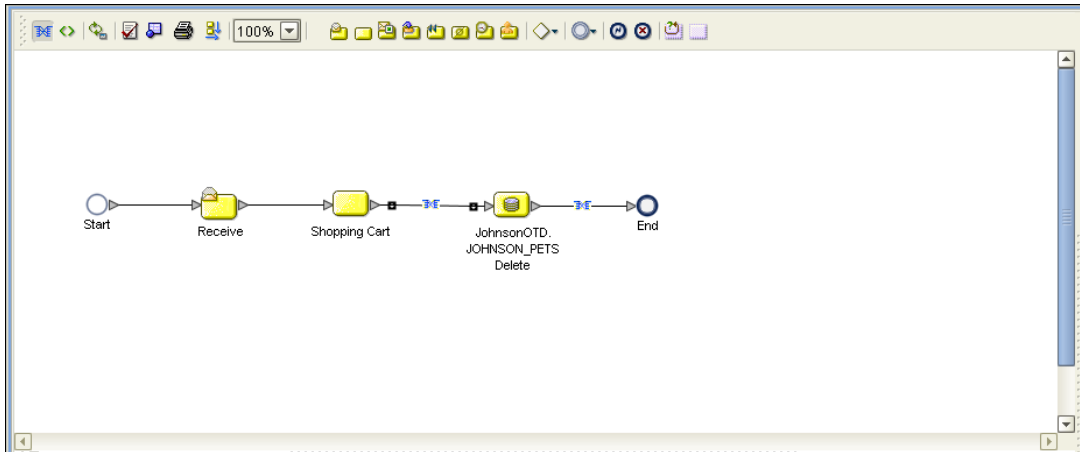 100%
Start
Receive
Shopping Cart
JohnsonOTD.
JOHNSON_PETS
Delete
End